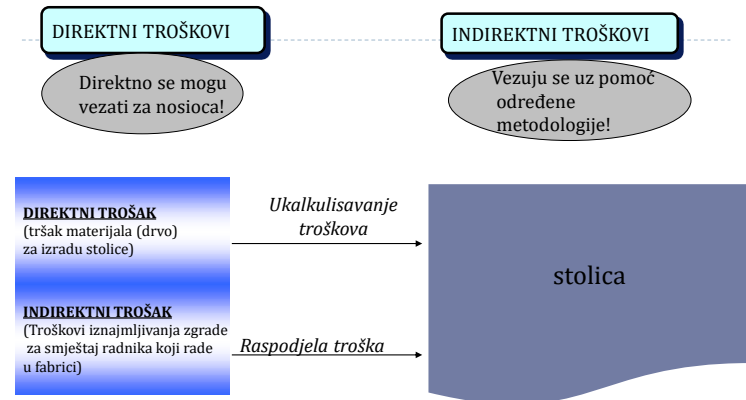 DIREKTNI TROŠKOVI
INDIREKTNI TROŠKOVI
Direktno se mogu
vezati za nosioca!
Vezuju se uz pomoć
određene
metodologije!
DIREKTNI TROŠAK
(tršak materijala (drvo)
za izradu stolice)
Ukalkulisavanje
troškova
stolica
INDIREKTNI TROŠAK
(Troškovi iznajmljivanja zgrade
za smještaj radnika koji rade
u fabrici)
Raspodjela troška